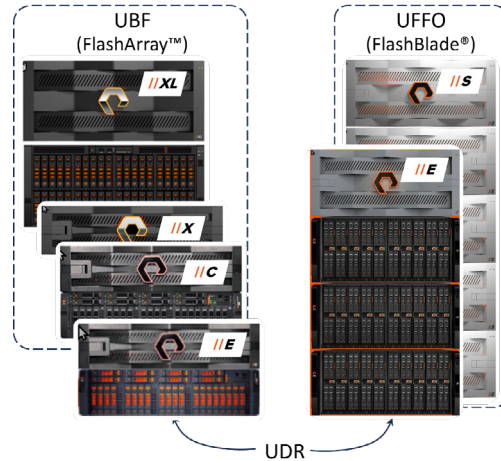 UBF
(FlashArray™)
//XL
//X
//C
//E
UFFO
(FlashBlade®)
//S
//E
UDR